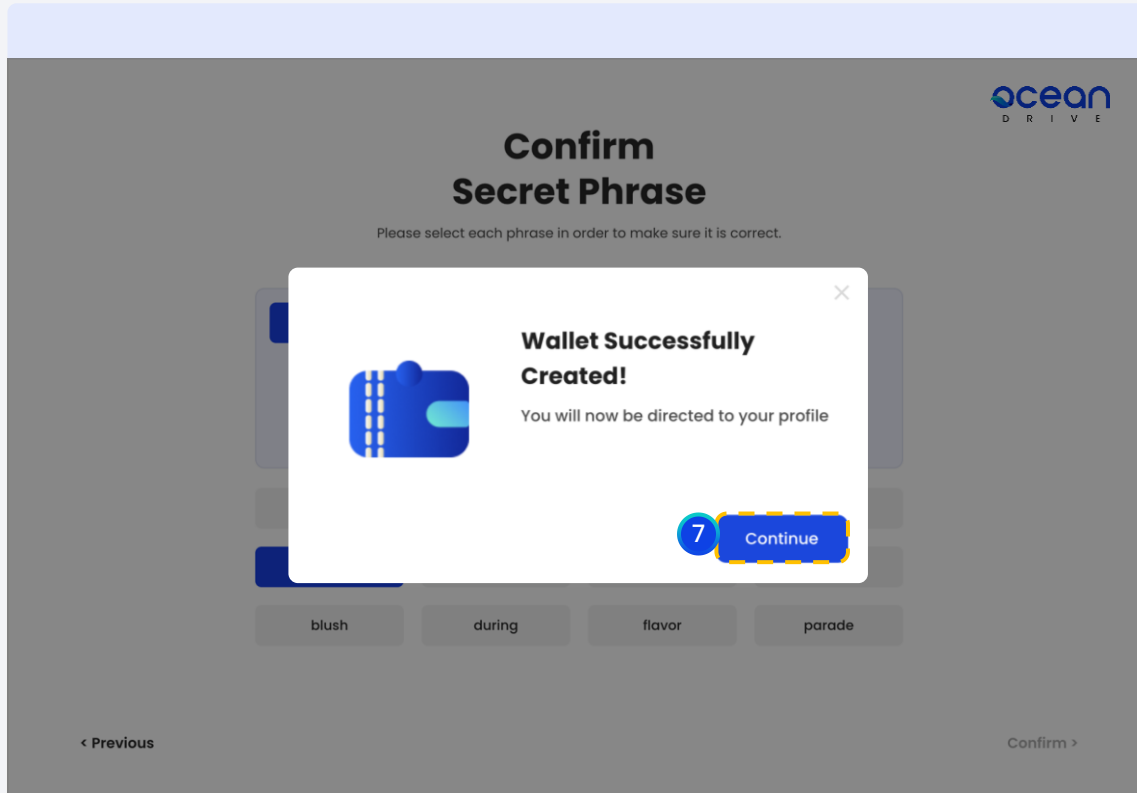 ocean
DRIVE
Confirm
Secret Phrase
Please select each phrase in order to make sure it is correct.
Wallet Successfully
Created!
You will now be directed to your profile
7
Continue
blush during flavor parade
< Previous Confirm >